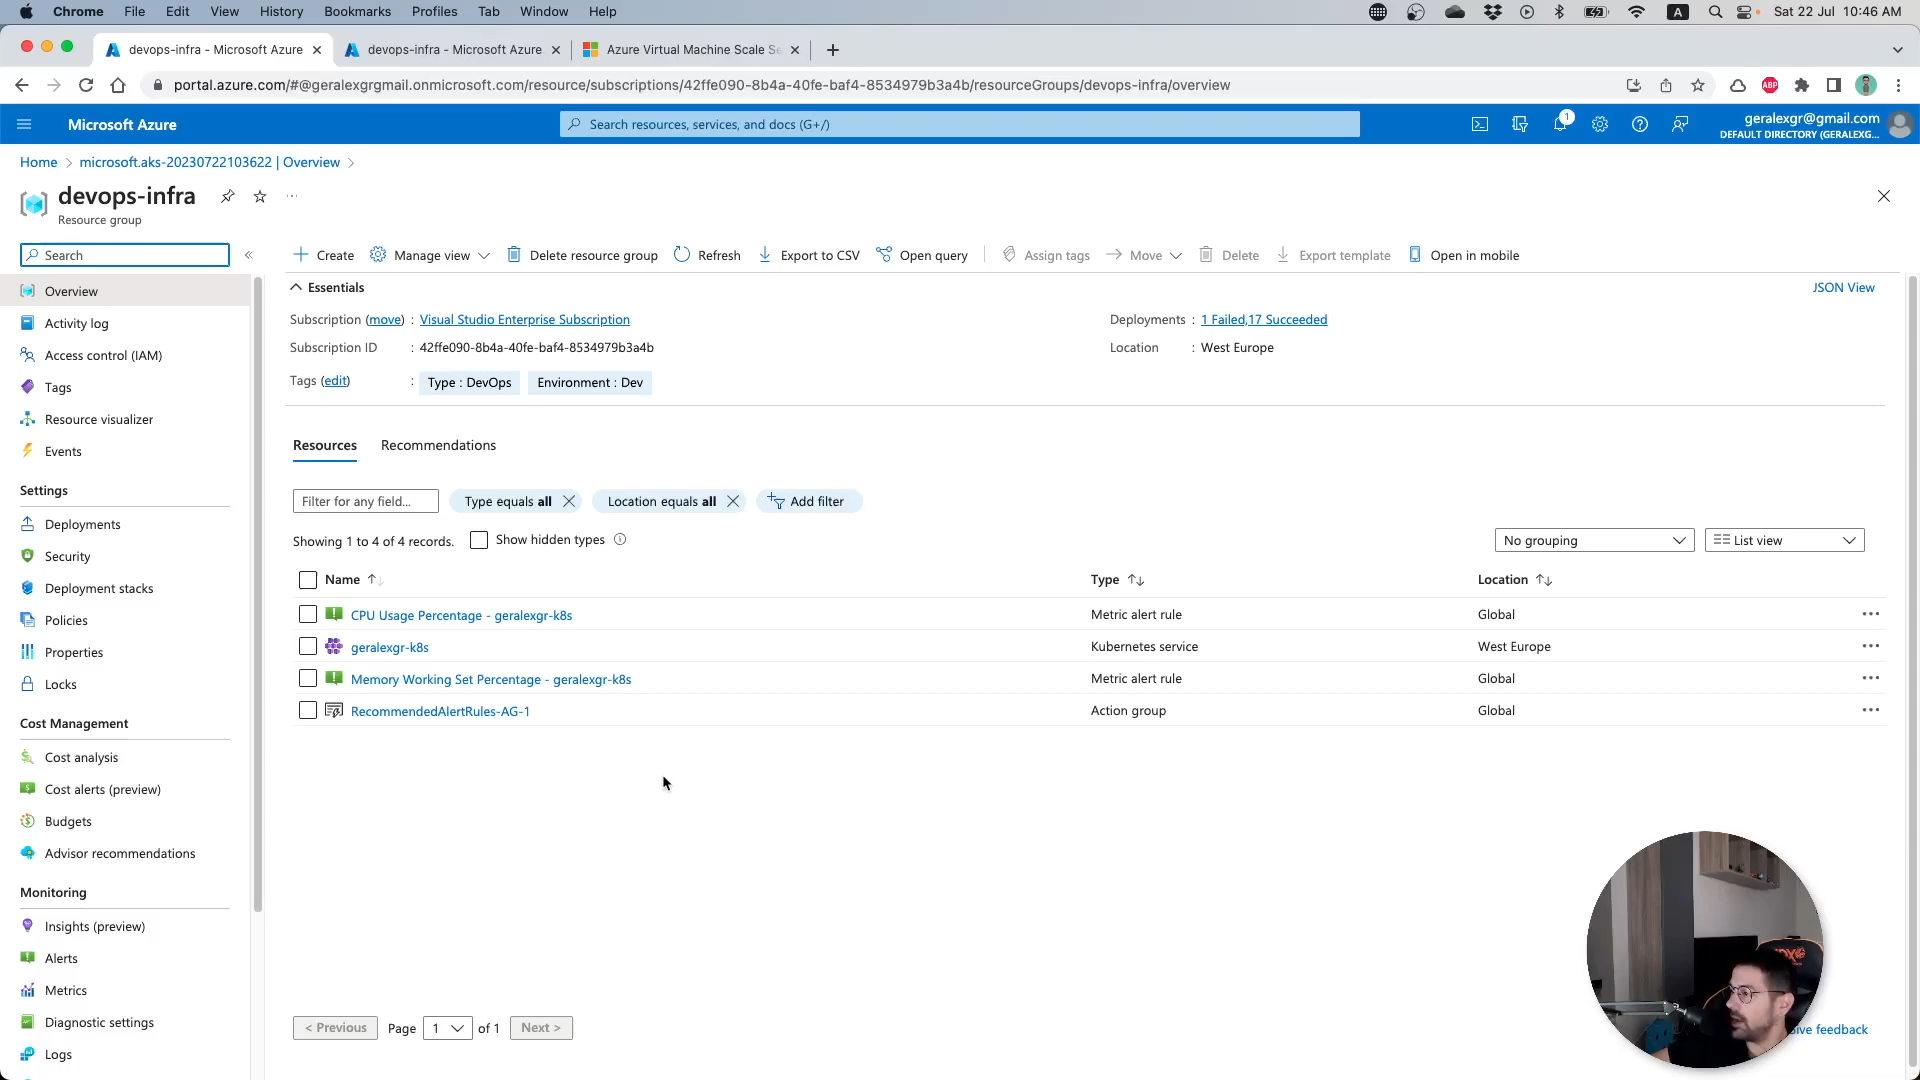 Chrome File Edit View History Bookmarks Profiles Tab Window Help
A Sat 22 Jul 10:46 AM
devops-infra - Microsoft Azure
devops-infra - Microsoft Azure
Azure Virtual Machine Scale Se
portal.azure.com/#@geralexgrgmail.onmicrosoft.com/resource/subscriptions/42ffe090-8b4a-40fe-baf4-8534979b3a4b/resourceGroups/devops-infra/overview
ABP
Microsoft Azure
Search resources, services, and docs (G+/)
1
geralexgr@gmail.com
DEFAULT DIRECTORY (GERALEXG...
Home > microsoft.aks-20230722103622 | Overview >
devops-infra
Resource group
Search
Create Manage view Delete resource group Refresh Export to CSV Open query Assign tags Move Delete Export template Open in mobile
Overview
Activity log
Access control (IAM)
Tags
Resource visualizer
Events
Settings
Deployments
Security
Deployment stacks
Policies
Properties
Locks
Cost Management
Cost analysis
Cost alerts (preview)
Budgets
Advisor recommendations
Monitoring
Insights (preview)
Alerts
Metrics
Diagnostic settings
Logs
Essentials
JSON View
Subscription (move) : Visual Studio Enterprise Subscription
Subscription ID : 42ffe090-8b4a-40fe-baf4-8534979b3a4b
Tags (edit) : Type : DevOps Environment : Dev
Deployments : 1 Failed,17 Succeeded
Location : West Europe
Resources Recommendations
Filter for any field... Type equals all Location equals all Add filter
Showing 1 to 4 of 4 records. Show hidden types
No grouping List view
Name Type Location
CPU Usage Percentage - geralexgr-k8s Metric alert rule Global
geralexgr-k8s Kubernetes service West Europe
Memory Working Set Percentage - geralexgr-k8s Metric alert rule Global
RecommendedAlertRules-AG-1 Action group Global
< Previous Page 1 of 1 Next >
feedback